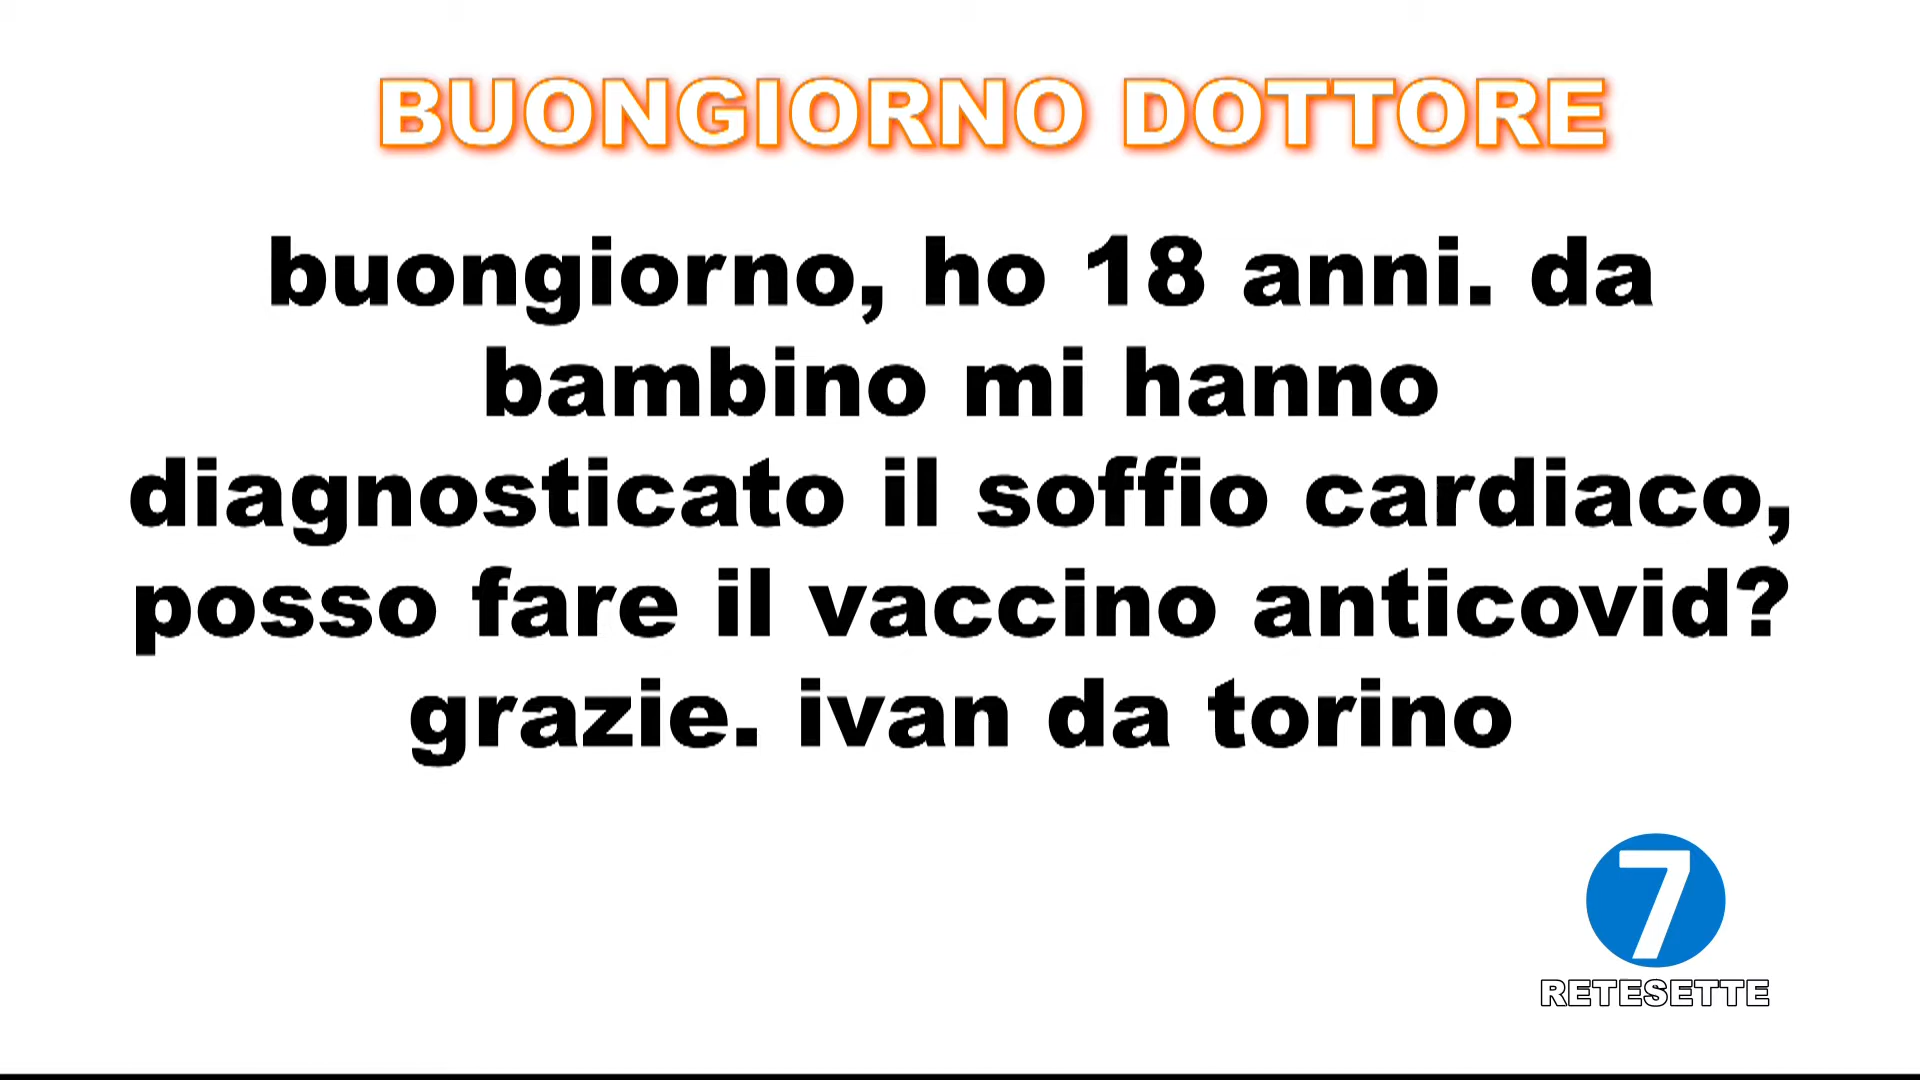 BUONGIORNO DOTTORE
buongiorno, ho 18 anni. da
bambino mi hanno
diagnosticato il soffio cardiaco,
posso fare il vaccino anticovid?
grazie. ivan da torino
7
RETESETTE